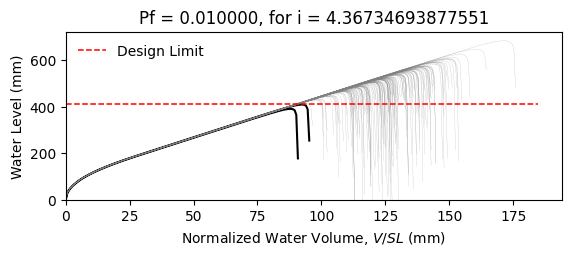 Pf = 0.010000, for i = 4.36734693877551
Water Level (mm)
600
400
200
0
Design Limit
0 25 50 75 100 125 150 175
Normalized Water Volume, V/SL (mm)